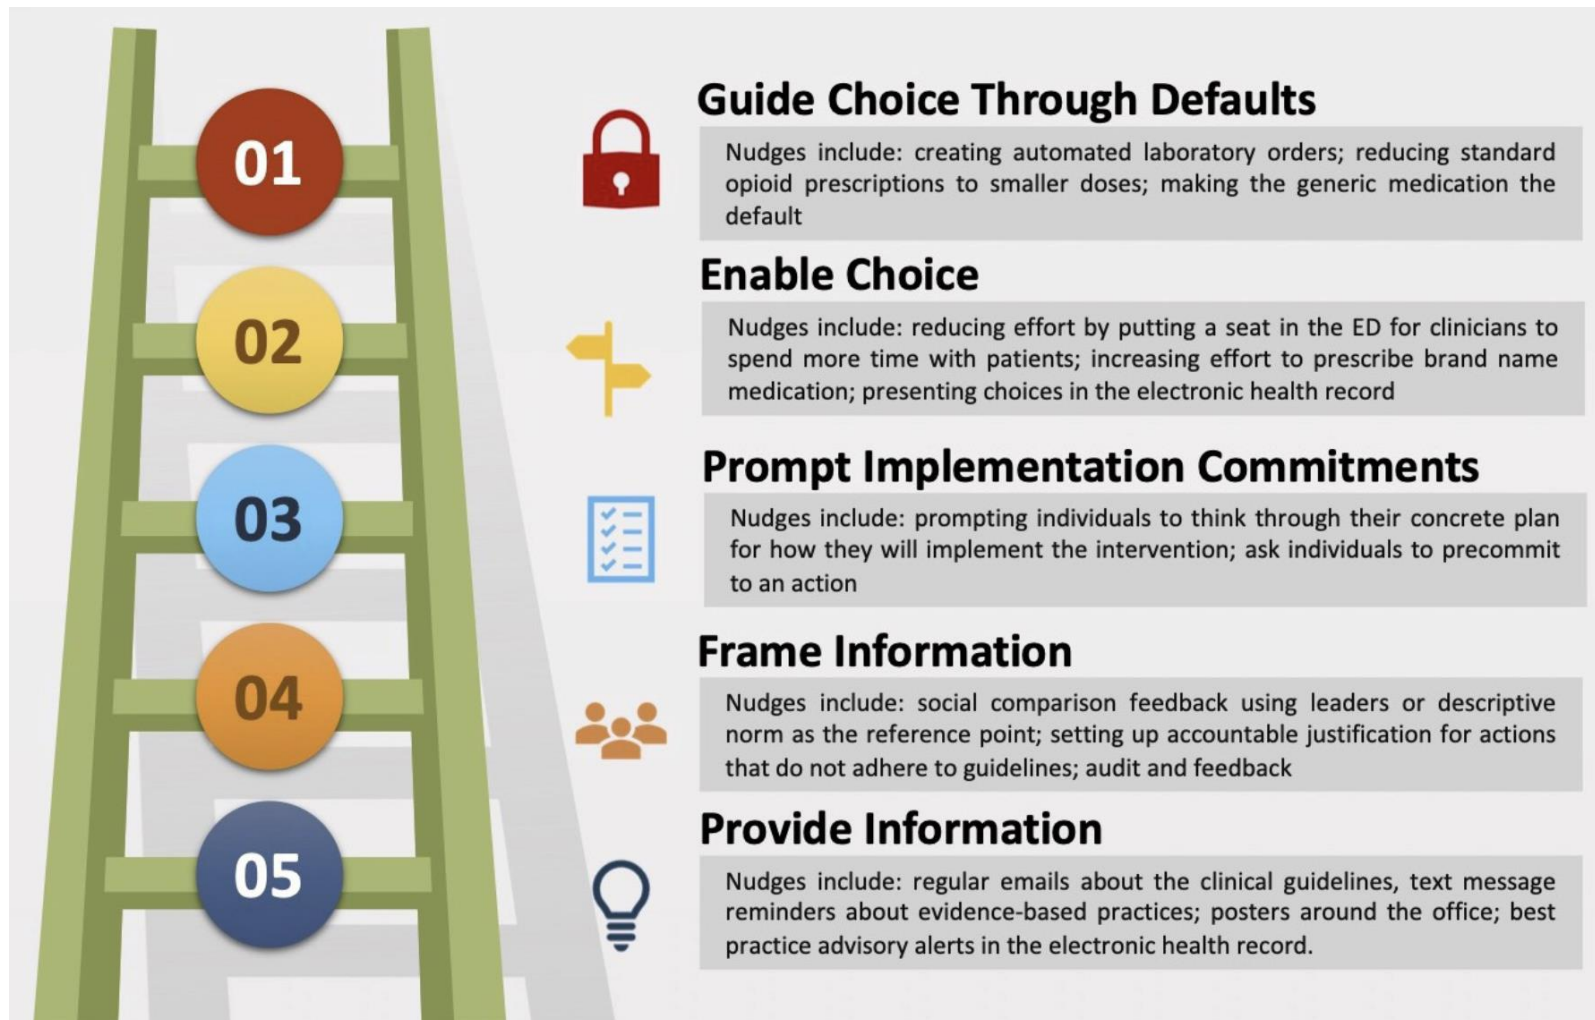 01
Guide Choice Through Defaults
Nudges include: creating automated laboratory orders; reducing standard
opioid prescriptions to smaller doses; making the generic medication the
default
02
Enable Choice
Nudges include: reducing effort by putting a seat in the ED for clinicians to
spend more time with patients; increasing effort to prescribe brand name
medication; presenting choices in the electronic health record
03
Prompt Implementation Commitments
Nudges include: prompting individuals to think through their concrete plan
for how they will implement the intervention; ask individuals to precommit
to an action
04
Frame Information
Nudges include: social comparison feedback using leaders or descriptive
norm as the reference point; setting up accountable justification for actions
that do not adhere to guidelines; audit and feedback
05
Provide Information
Nudges include: regular emails about the clinical guidelines, text message
reminders about evidence-based practices; posters around the office; best
practice advisory alerts in the electronic health record.